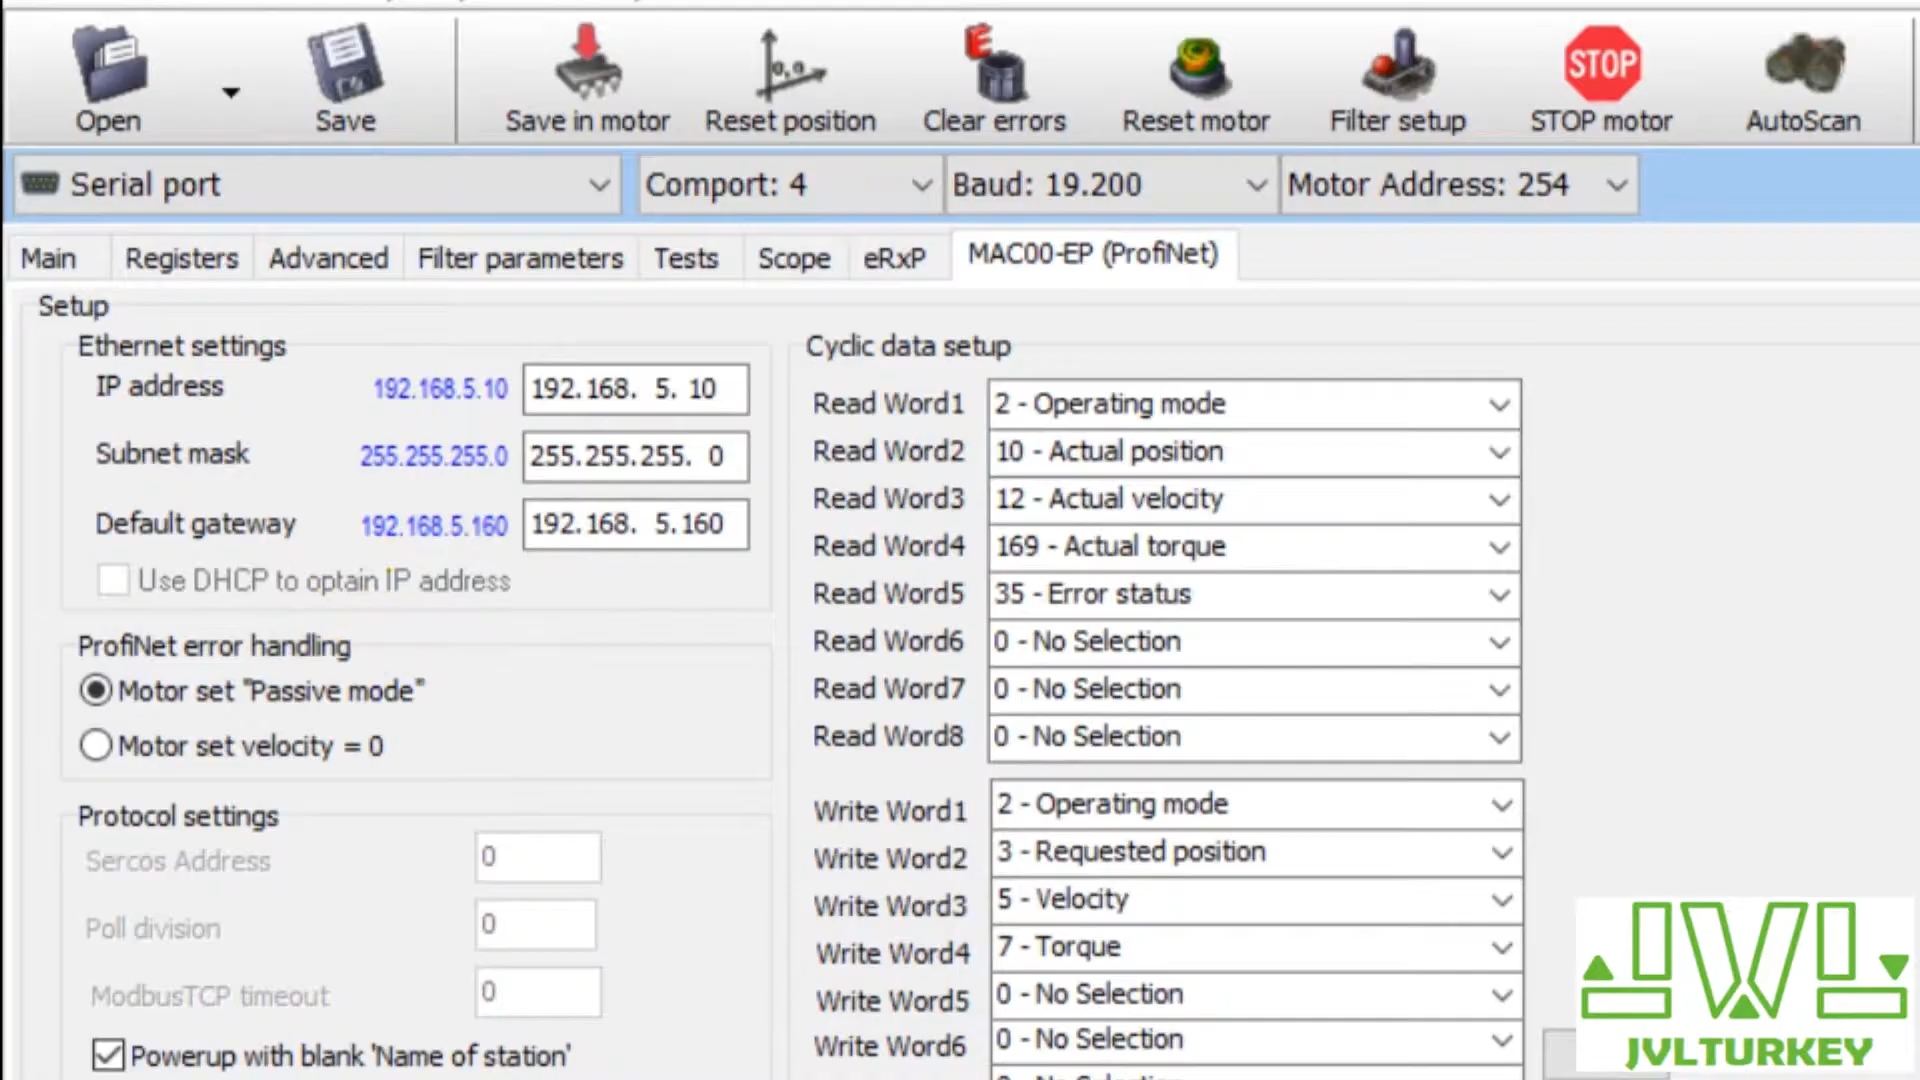 Open
Save
Save in motor
Reset position
Clear errors
Reset motor
Filter setup
STOP
STOP motor
AutoScan
Serial port
Comport: 4
Baud: 19.200
Motor Address: 254
Main
Registers
Advanced
Filter parameters
Tests
Scope
eRxP
MAC00-EP (ProfiNet)
Setup
Ethernet settings
IP address 192.168.5.10 192.168. 5. 10
Subnet mask 255.255.255.0 255.255.255. 0
Default gateway 192.168.5.160 192.168. 5.160
Use DHCP to optain IP address
ProfiNet error handling
Motor set "Passive mode"
Motor set velocity = 0
Protocol settings
Sercos Address 0
Poll division 0
ModbusTCP timeout 0
Powerup with blank 'Name of station'
Cyclic data setup
Read Word1 2 - Operating mode
Read Word2 10 - Actual position
Read Word3 12 - Actual velocity
Read Word4 169 - Actual torque
Read Word5 35 - Error status
Read Word6 0 - No Selection
Read Word7 0 - No Selection
Read Word8 0 - No Selection
Write Word1 2 - Operating mode
Write Word2 3 - Requested position
Write Word3 5 - Velocity
Write Word4 7 - Torque
Write Word5 0 - No Selection
Write Word6 0 - No Selection
JVL
JVLTURKEY